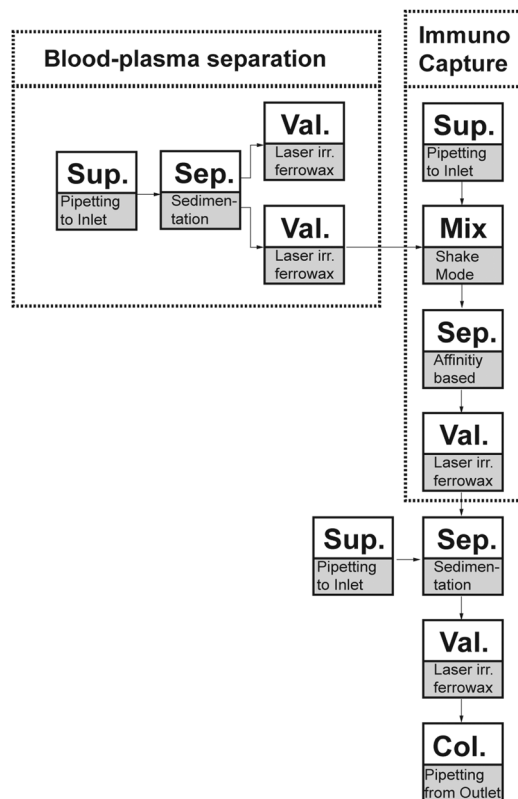 Blood-plasma separation
Immuno
Capture
Sup.
Pipetting
to Inlet
Sep.
Sedimen-
tation
Val.
Laser irr.
ferrowax
Val.
Laser irr.
ferrowax
Sup.
Pipetting
to Inlet
Mix
Shake
Mode
Sep.
Affinitiy
based
Val.
Laser irr.
ferrowax
Sup.
Pipetting
to Inlet
Sep.
Sedimen-
tation
Val.
Laser irr.
ferrowax
Col.
Pipetting
from Outlet